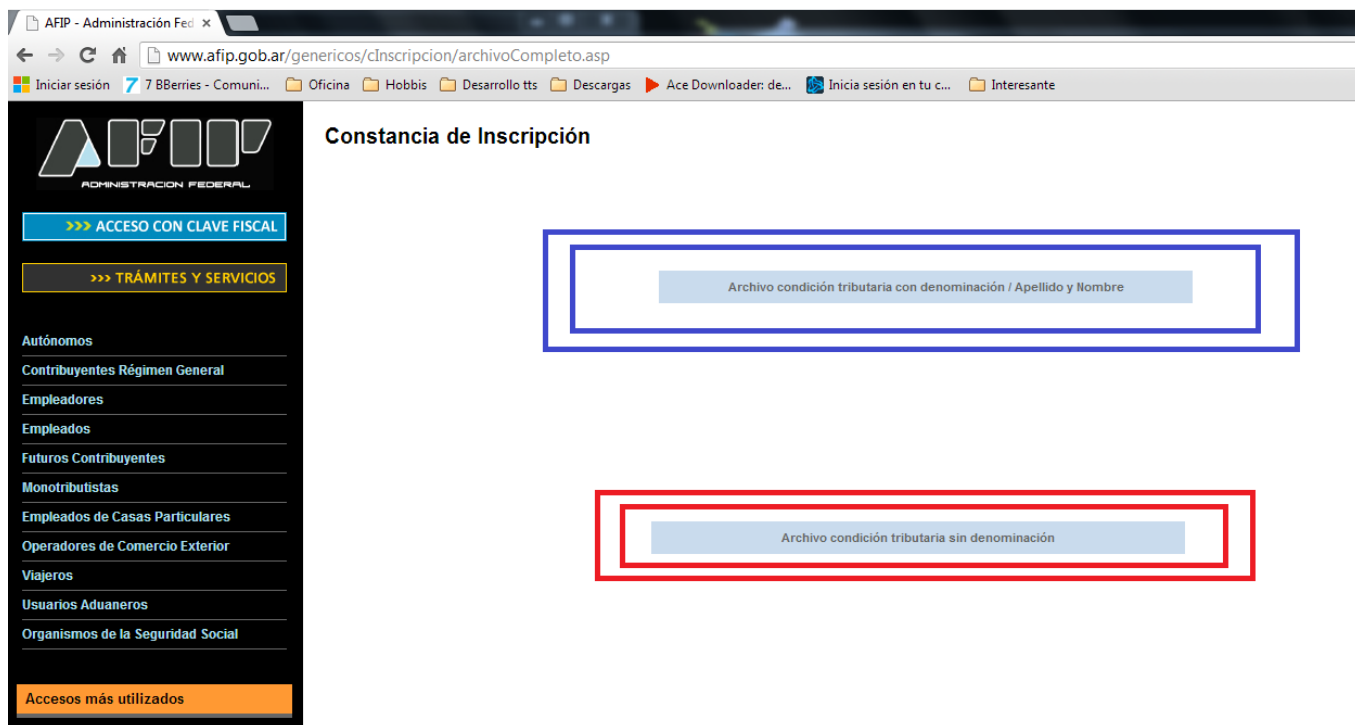 AFIP - Administración Fed
www.afip.gob.ar/genericos/cInscripcion/archivoCompleto.asp
Iniciar sesión 7 7 BBerries - Comuni... Oficina Hobbis Desarrollo tts Descargas Ace Downloader: de... Inicia sesión en tu c... Interesante
AFIP
ADMINISTRACION FEDERAL
>>> ACCESO CON CLAVE FISCAL
>>> TRÁMITES Y SERVICIOS
Autónomos
Contribuyentes Régimen General
Empleadores
Empleados
Futuros Contribuyentes
Monotributistas
Empleados de Casas Particulares
Operadores de Comercio Exterior
Viajeros
Usuarios Aduaneros
Organismos de la Seguridad Social
Accesos más utilizados
Constancia de Inscripción
Archivo condición tributaria con denominación / Apellido y Nombre
Archivo condición tributaria sin denominación